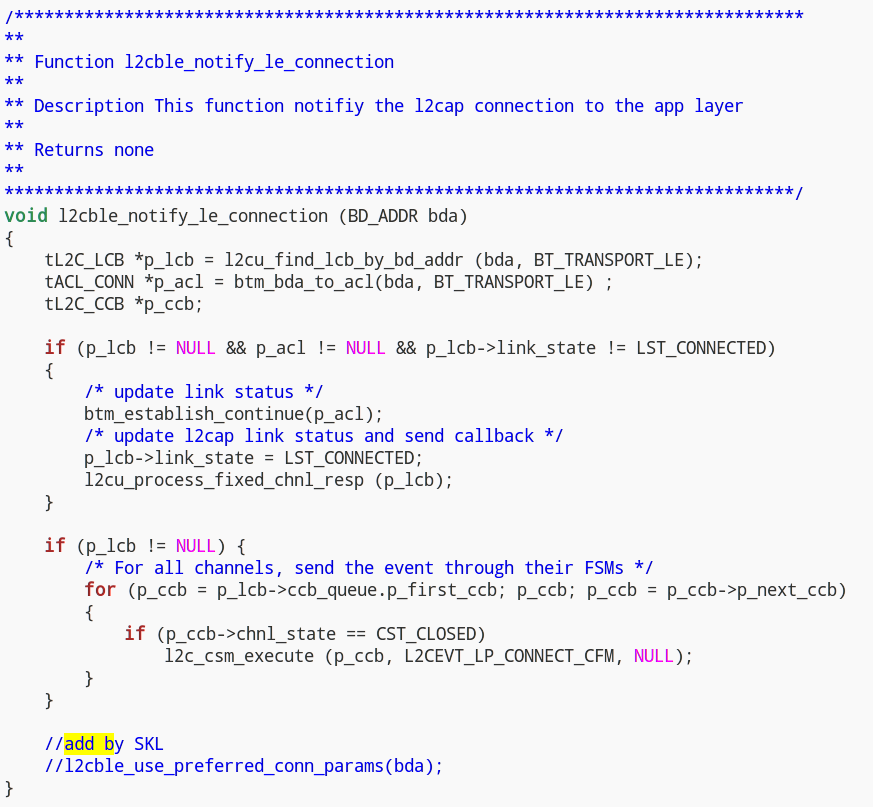 /*******************************************************************************
**
** Function l2cble_notify_le_connection
**
** Description This function notifiy the l2cap connection to the app layer
**
** Returns none
**
*******************************************************************************/
void l2cble_notify_le_connection (BD_ADDR bda)
{
    tL2C_LCB *p_lcb = l2cu_find_lcb_by_bd_addr (bda, BT_TRANSPORT_LE);
    tACL_CONN *p_acl = btm_bda_to_acl(bda, BT_TRANSPORT_LE) ;
    tL2C_CCB *p_ccb;

    if (p_lcb != NULL && p_acl != NULL && p_lcb->link_state != LST_CONNECTED)
    {
        /* update link status */
        btm_establish_continue(p_acl);
        /* update l2cap link status and send callback */
        p_lcb->link_state = LST_CONNECTED;
        l2cu_process_fixed_chnl_resp (p_lcb);
    }

    if (p_lcb != NULL) {
        /* For all channels, send the event through their FSMs */
        for (p_ccb = p_lcb->ccb_queue.p_first_ccb; p_ccb; p_ccb = p_ccb->p_next_ccb)
        {
            if (p_ccb->chnl_state == CST_CLOSED)
                l2c_csm_execute (p_ccb, L2CEVT_LP_CONNECT_CFM, NULL);
        }
    }

    //add by SKL
    //l2cble_use_preferred_conn_params(bda);
}